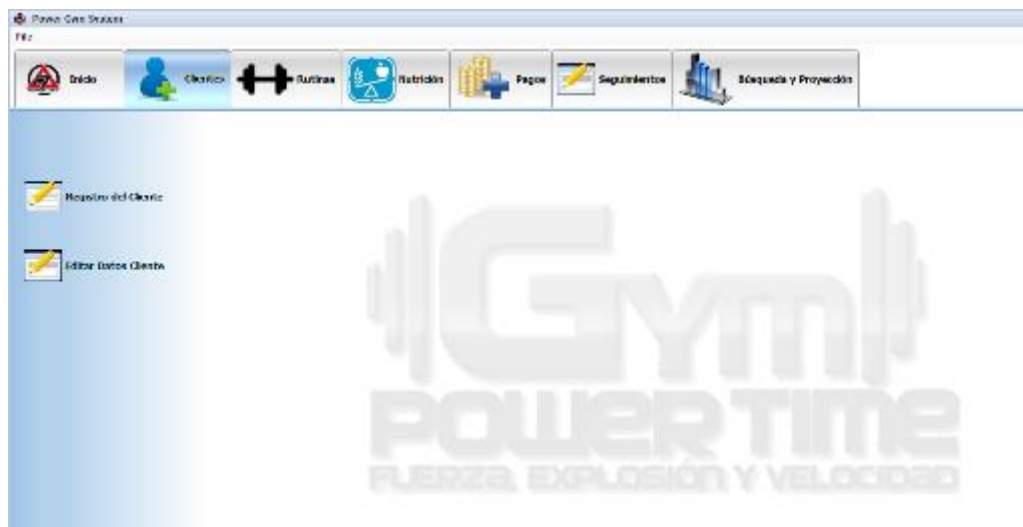 Power Gym System
File
Inicio
Clientes
Rutinas
Nutrición
Pagos
Seguimientos
Búsqueda y Proyección
Registro del Cliente
Editar Datos Cliente
Gym
POWER TIME
FUERZA, EXPLOSIÓN Y VELOCIDAD